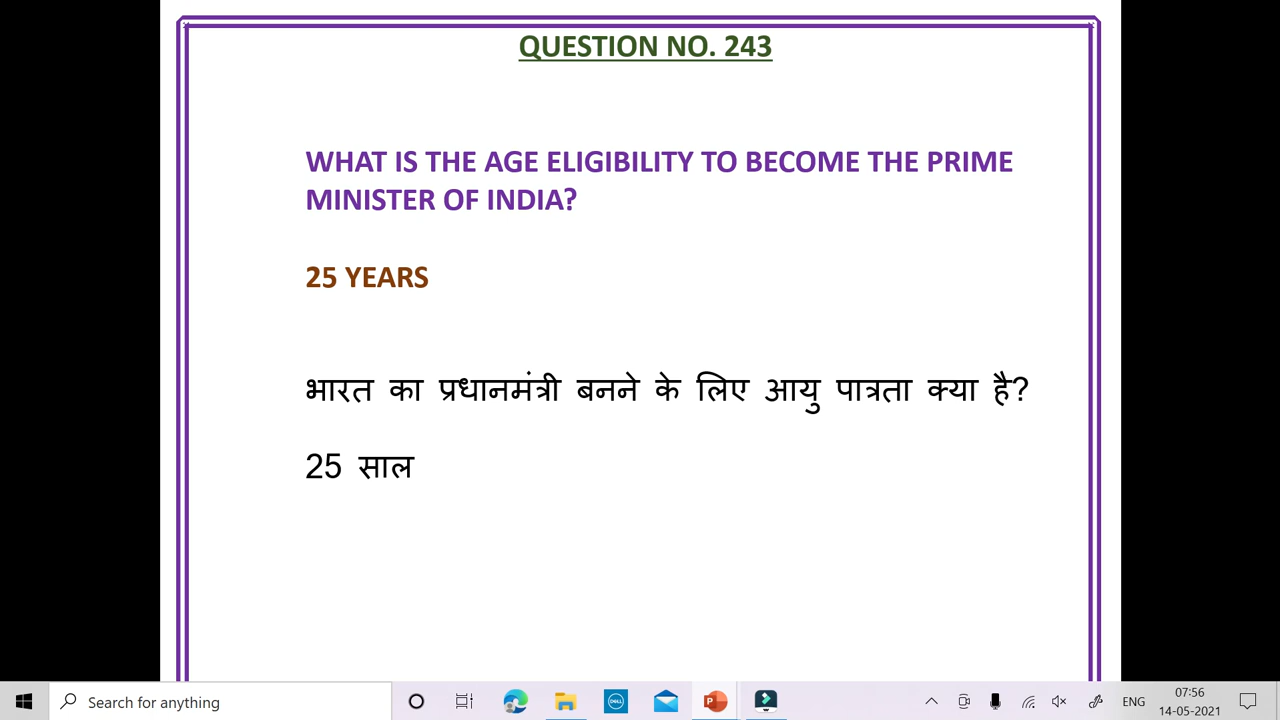 QUESTION NO. 243
WHAT IS THE AGE ELIGIBILITY TO BECOME THE PRIME
MINISTER OF INDIA?
25 YEARS
भारत का प्रधानमंत्री बनने के लिए आयु पात्रता क्या है?
25 साल
Search for anything
DELL
P
ENG
07:56
14-05-2021